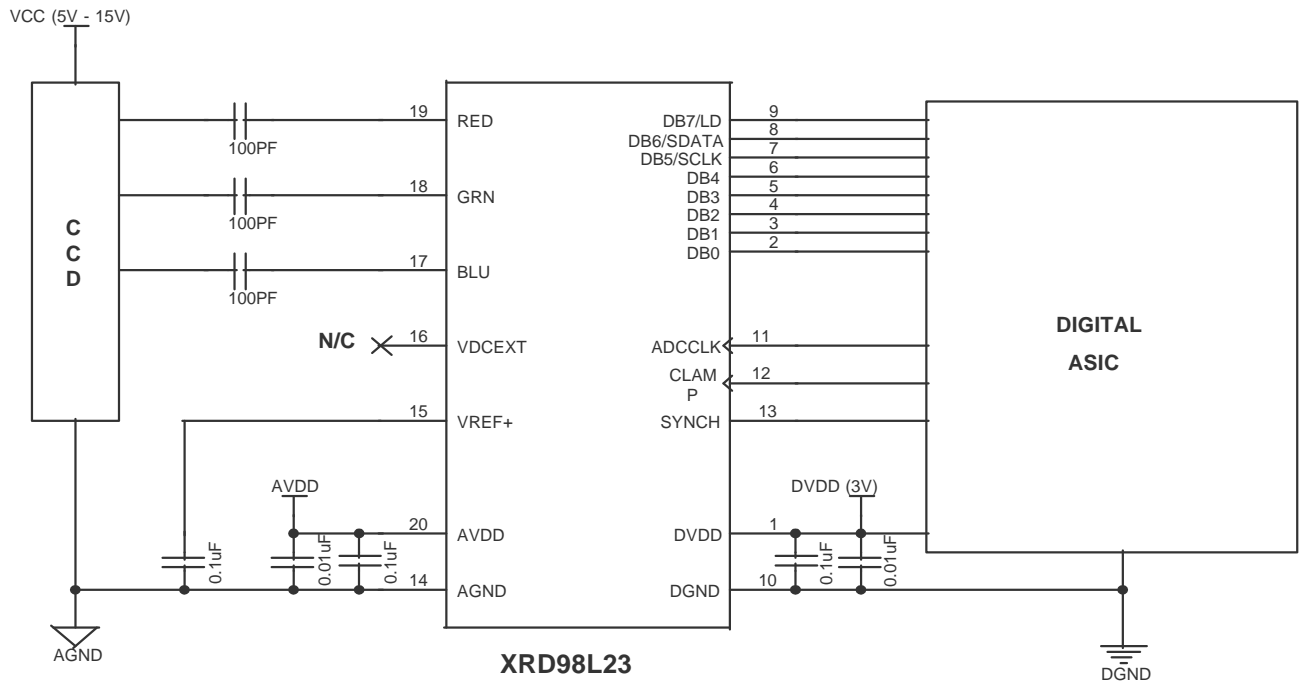 VCC (5V - 15V)
C
C
D
100PF
100PF
100PF
N/C
19
RED
18
GRN
17
BLU
16
VDCEXT
15
VREF+
AVDD
20
AVDD
14
AGND
0.1uF
0.01uF
0.1uF
AGND
DB7/LD
9
DB6/SDATA
8
DB5/SCLK
7
DB4
6
DB3
5
DB2
4
DB1
3
DB0
2
ADCCLK
11
CLAM
P
12
SYNCH
13
DVDD (3V)
DVDD
1
DGND
10
0.1uF
0.01uF
DIGITAL
ASIC
DGND
XRD98L23